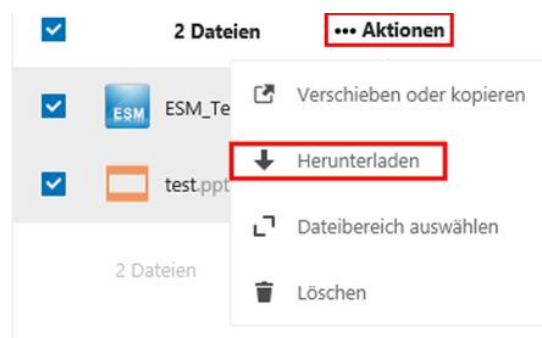 2 Dateien ••• Aktionen
Verschieben oder kopieren
ESM ESM_Te
Herunterladen
test.ppt
Dateibereich auswählen
2 Dateien
Löschen